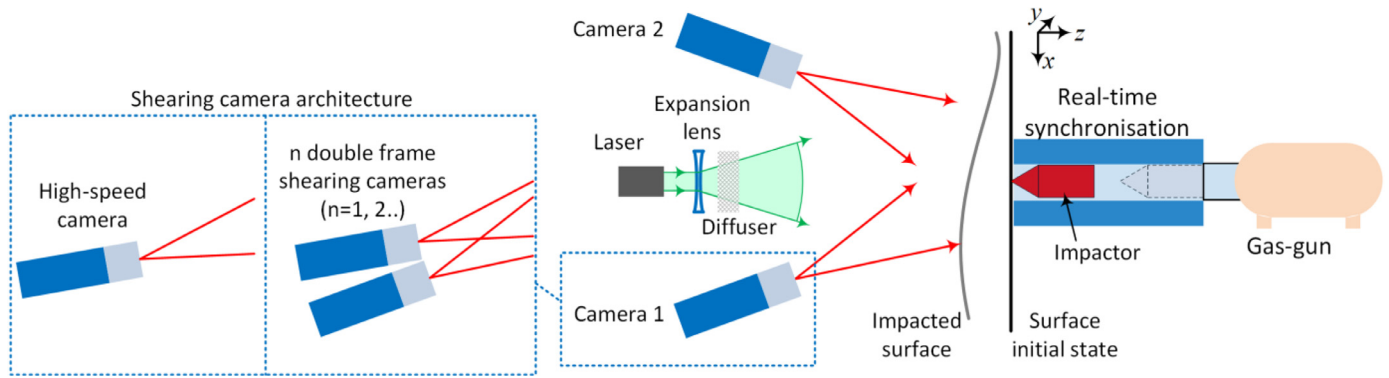 Shearing camera architecture
High-speed
camera
n double frame
shearing cameras
(n=1, 2..)
Camera 2
Expansion
lens
Laser
Diffuser
Camera 1
Impacted
surface
Surface
initial state
y
z
x
Real-time
synchronisation
Impactor
Gas-gun